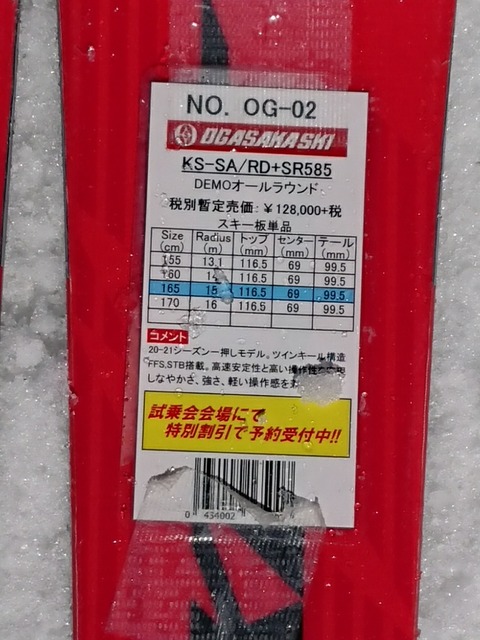 NO. OG-02
OGASAKA SKI
KS-SA/RD+SR585
DEMOオールラウンド
税別暫定売価：￥128,000+税
スキー板単品
Size (cm) Radius (m) トップ (mm) センター (mm) テール (mm)
155 13.1 116.5 69 99.5
160 116.5 69 99.5
165 15 116.5 69 99.5
170 16 116.5 69 99.5
コメント
20-21シーズン一押しモデル。ツインキール構造
FFS,STB搭載。高速安定性と高い操作性
しなやかさ、強さ、軽い操作感を
試乗会会場にて
特別割引で予約受付中!!
0 434002